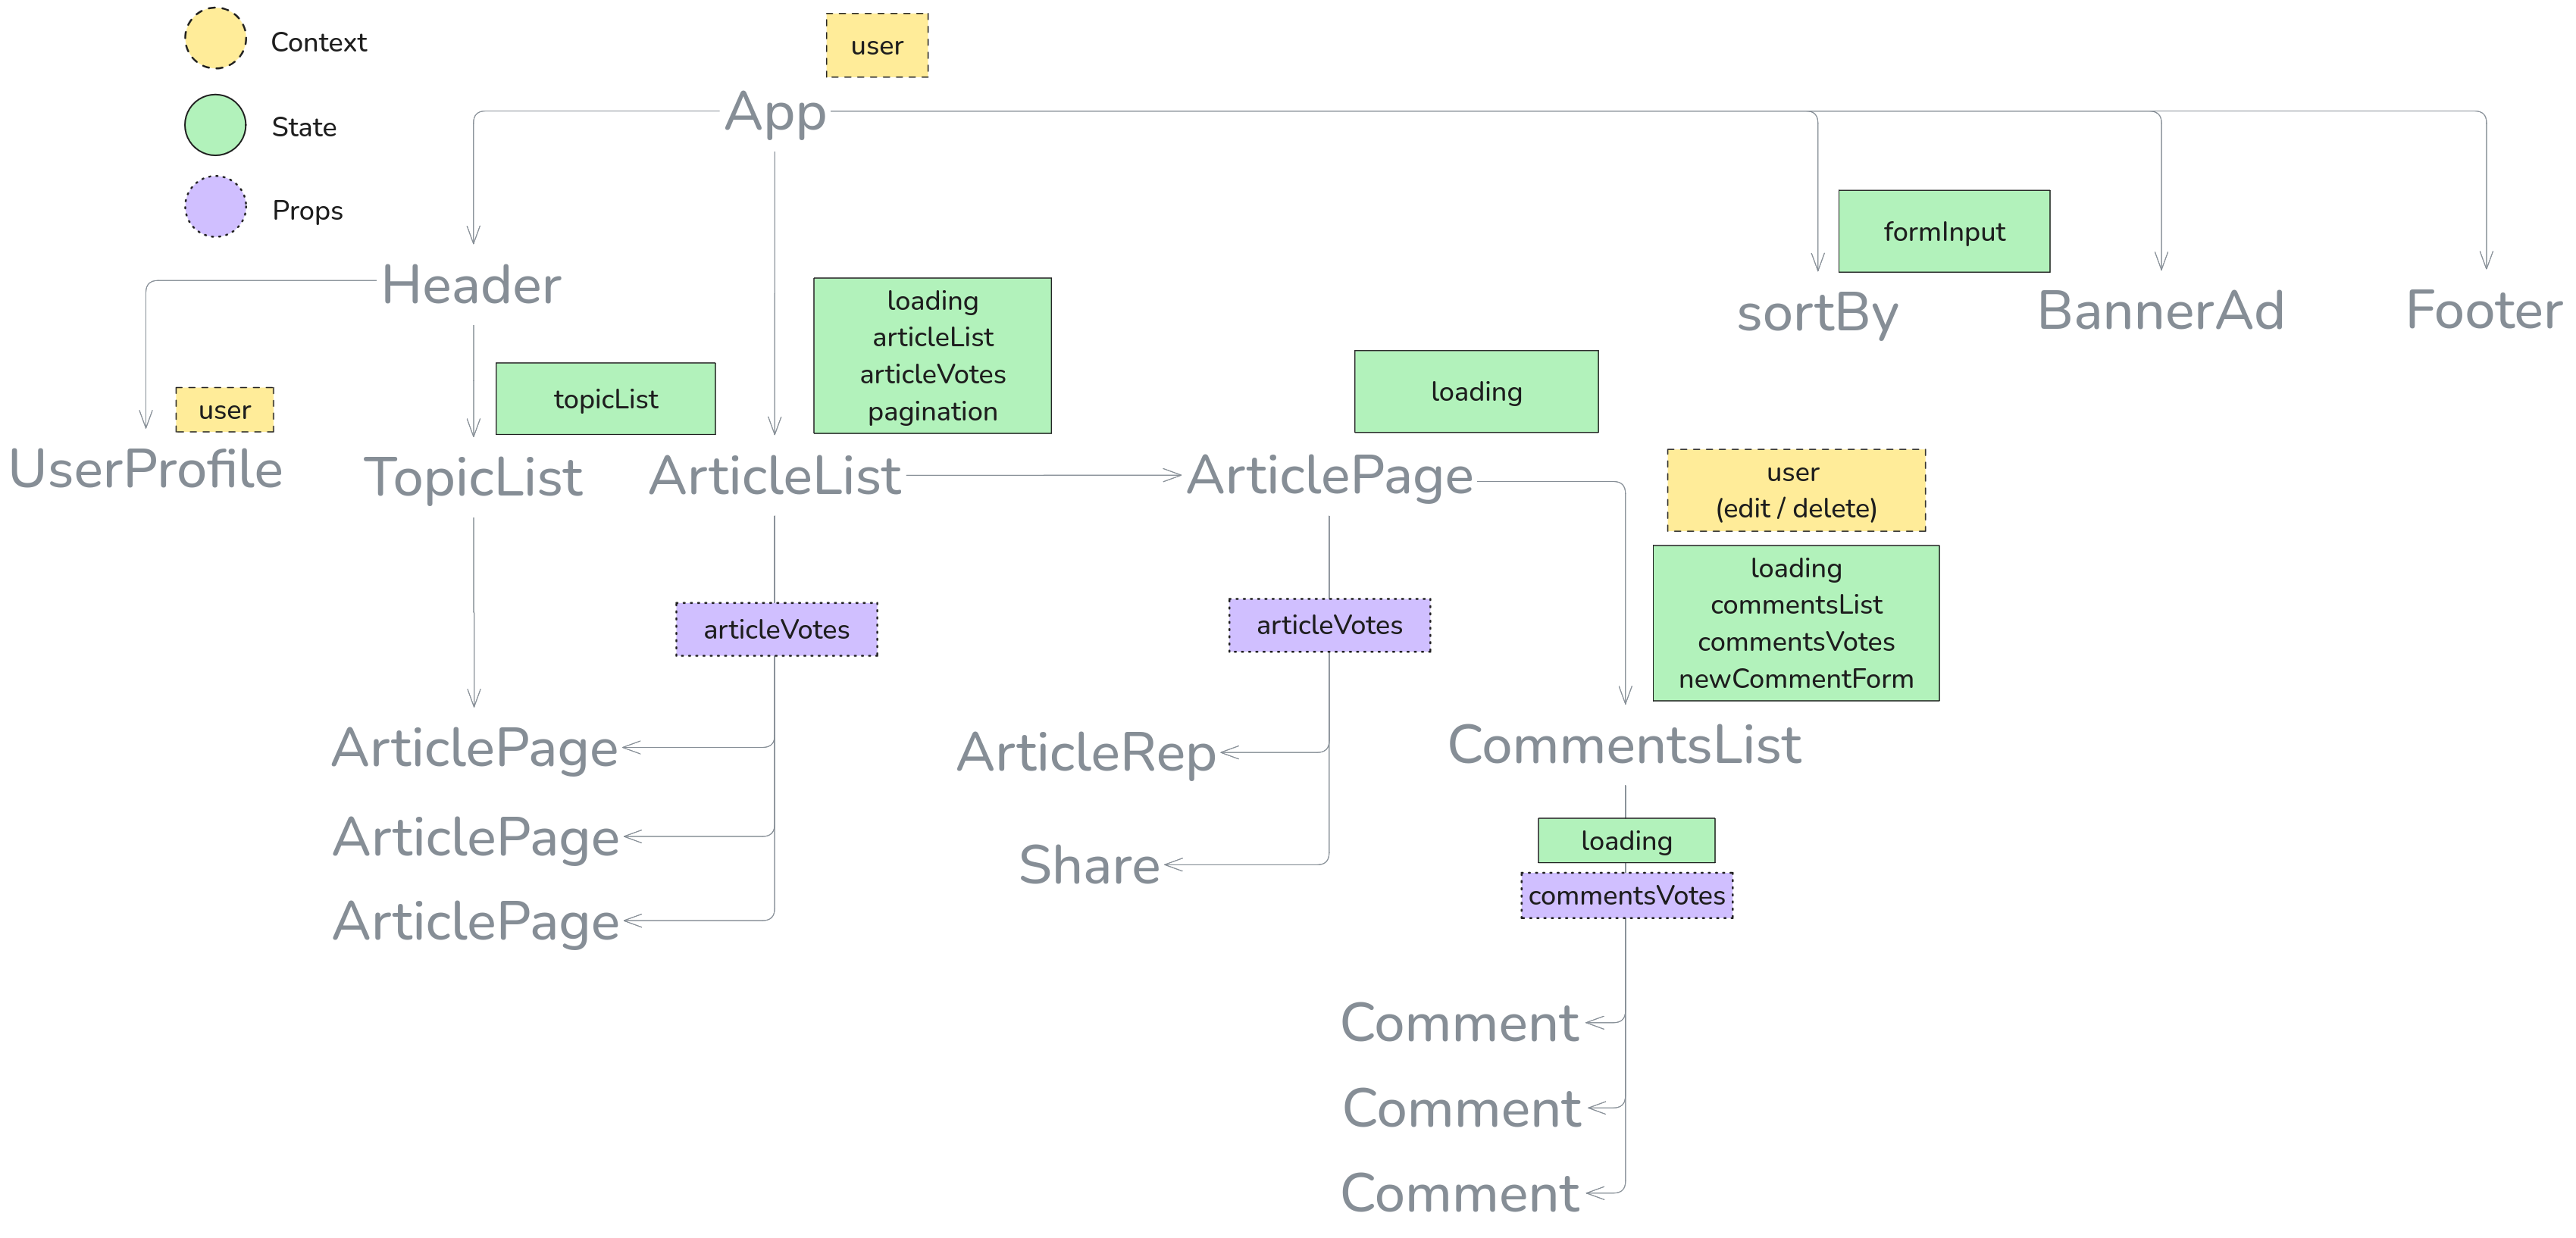 Context
State
Props
user
App
formInput
Header
sortBy
BannerAd
Footer
loading
articleList
articleVotes
pagination
loading
topicList
user
UserProfile
TopicList
ArticleList
ArticlePage
user
(edit / delete)
loading
commentsList
commentsVotes
newCommentForm
articleVotes
articleVotes
ArticlePage
ArticleRep
CommentsList
ArticlePage
Share
loading
commentsVotes
ArticlePage
Comment
Comment
Comment